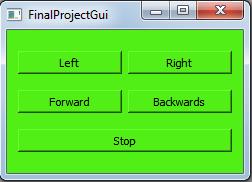 FinalProjectGui
Left Right
Forward Backwards
Stop